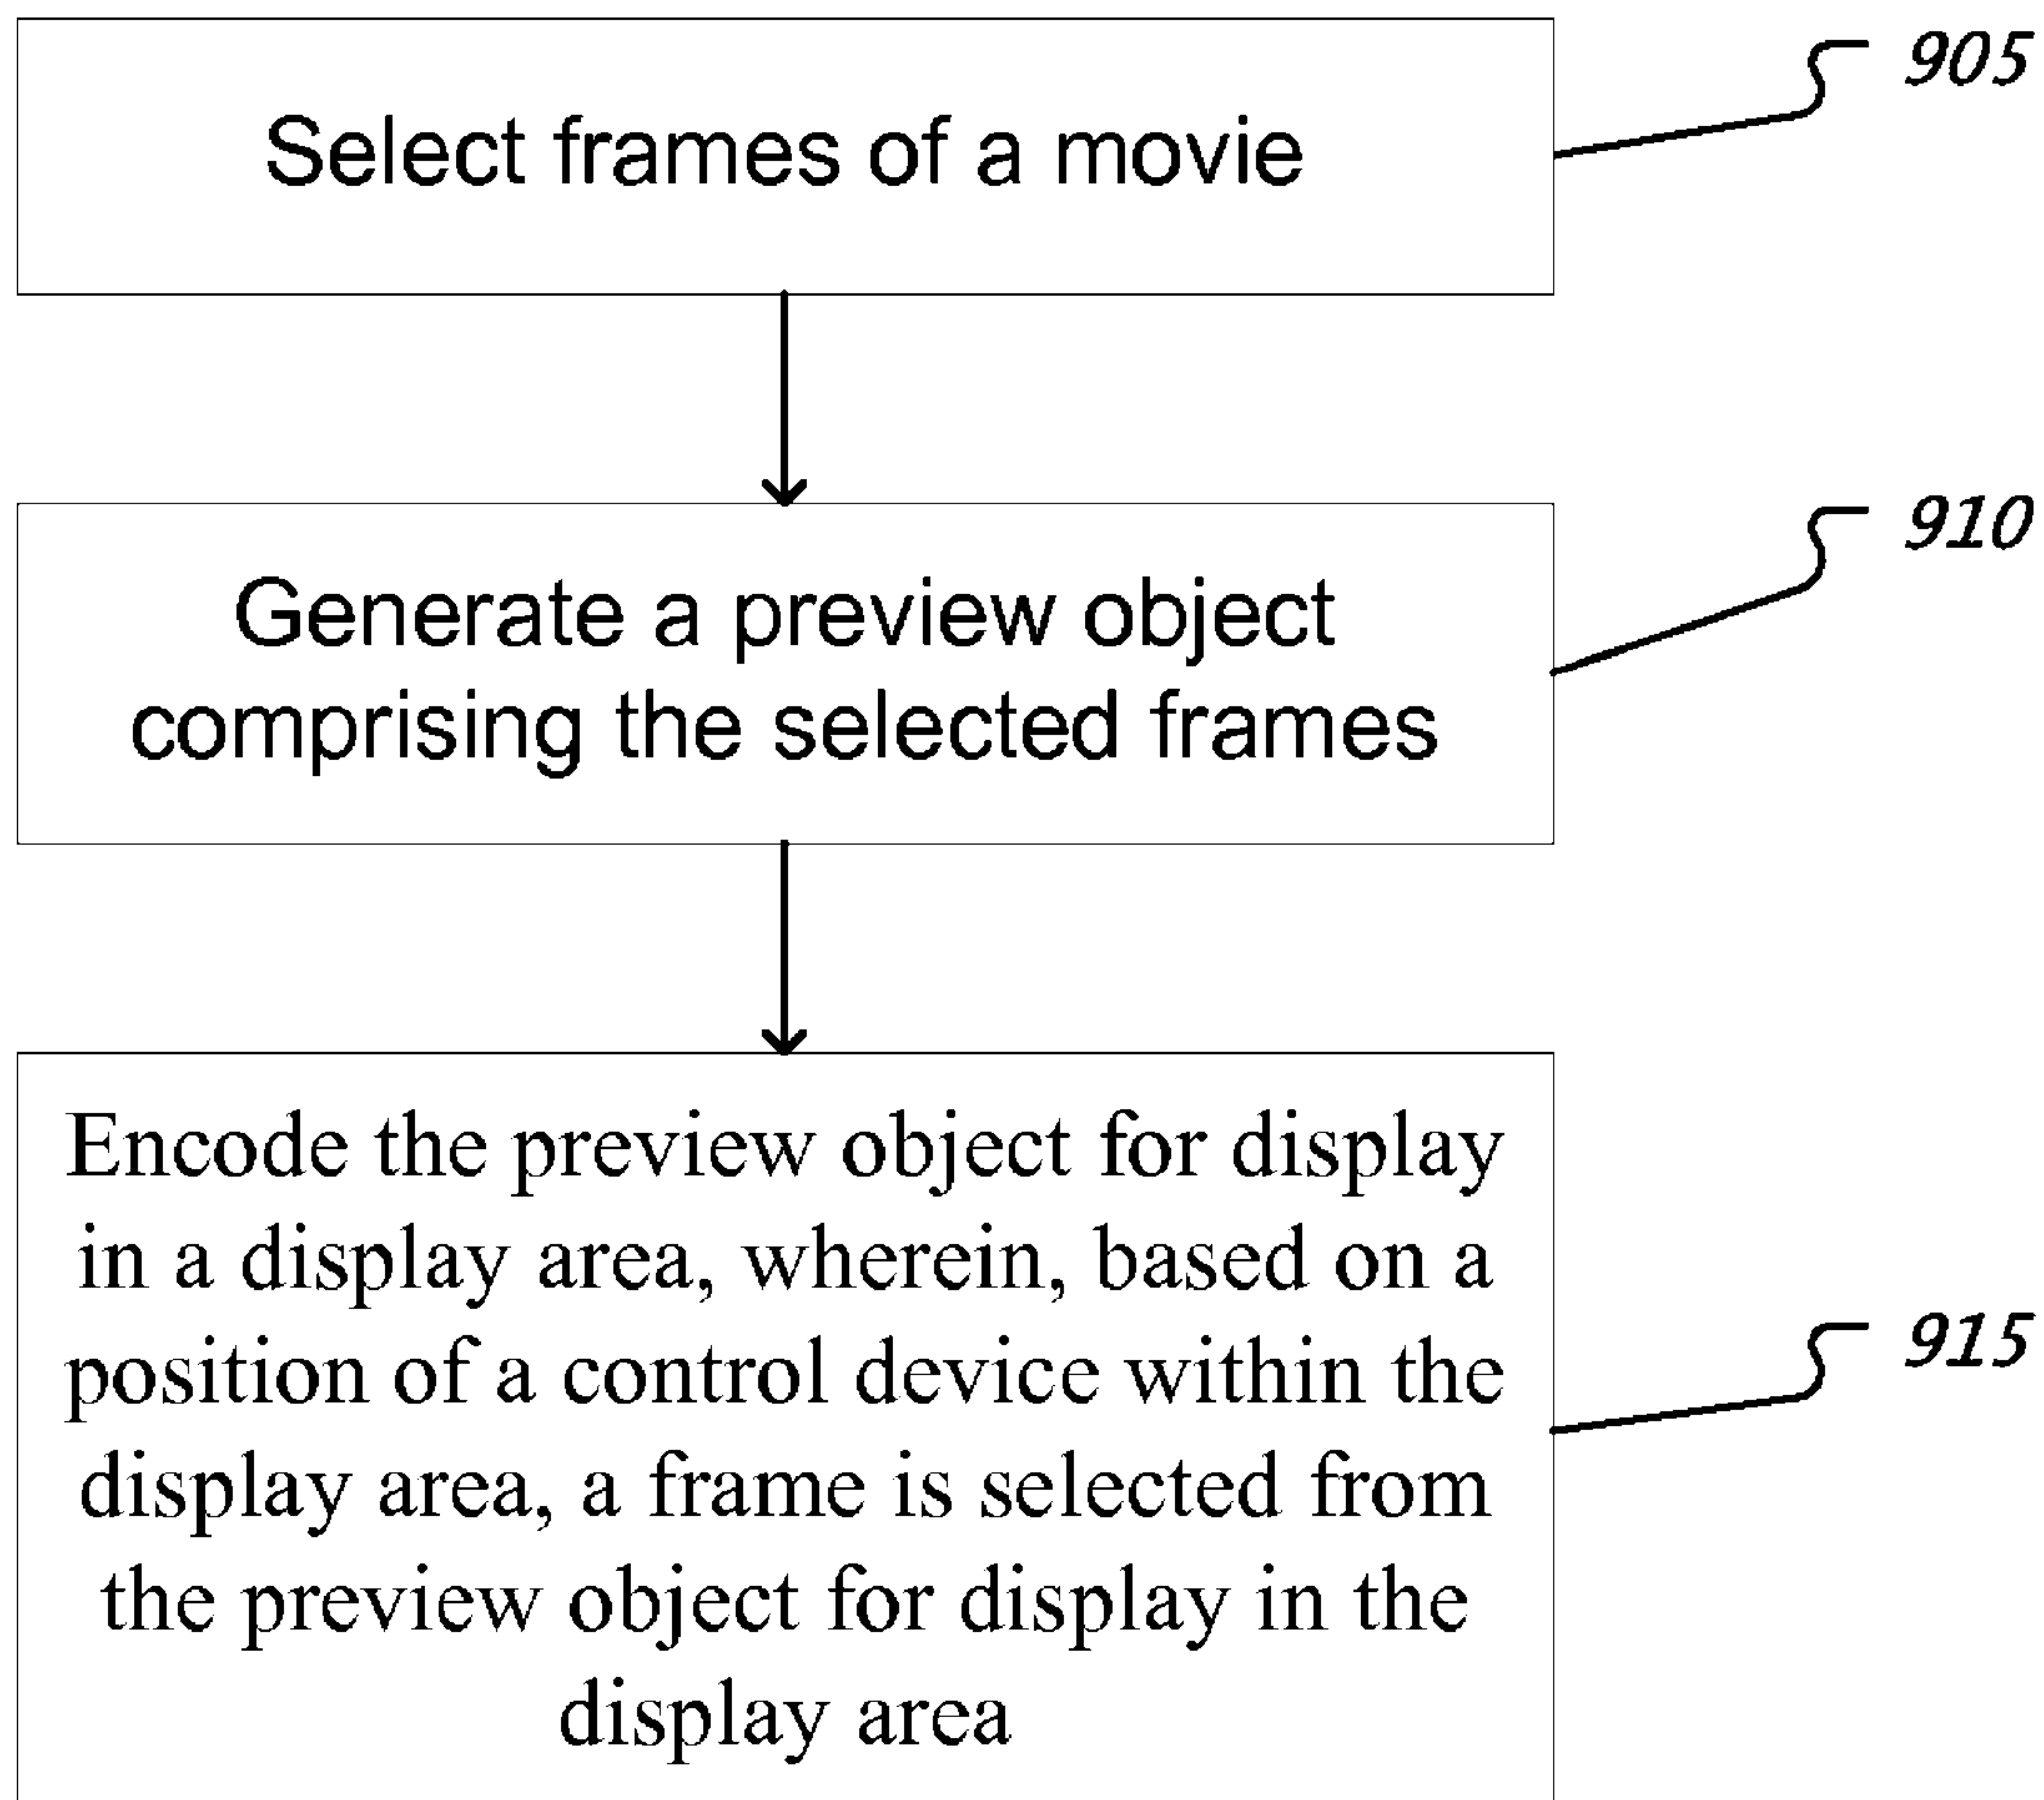 Select frames of a movie
905
Generate a preview object
comprising the selected frames
910
Encode the preview object for display
in a display area, wherein, based on a
position of a control device within the
display area, a frame is selected from
the preview object for display in the
display area
915